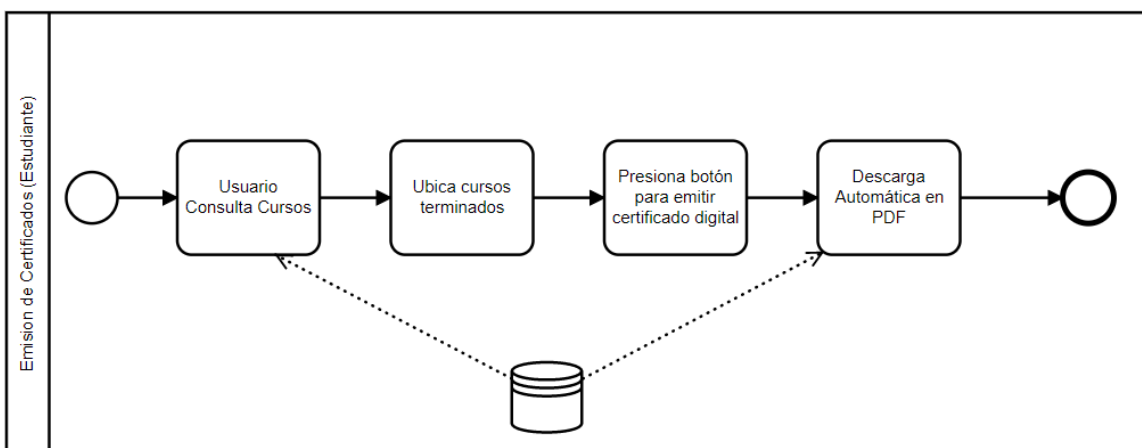 Emision de Certificados (Estudiante)
Usuario
Consulta Cursos
Ubica cursos
terminados
Presiona botón
para emitir
certificado digital
Descarga
Automática en
PDF